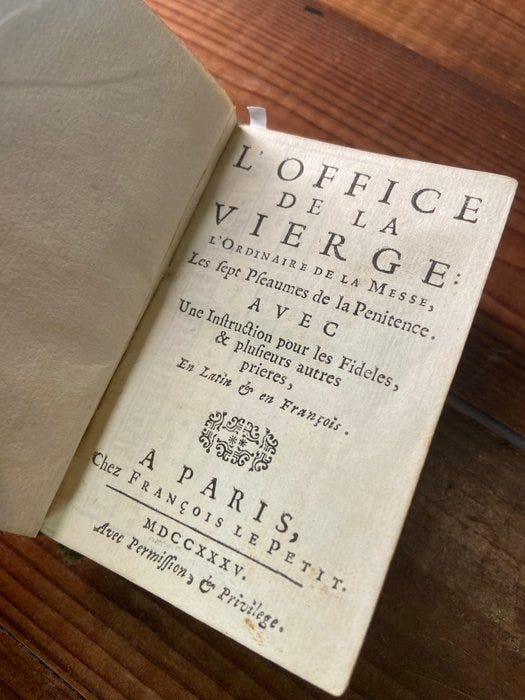 L'OFFICE
DE LA
VIERGE:
L'ORDINAIRE DE LA MESSE,
Les ſept Pſeaumes de la Penitence.
AVEC
Une Inſtruction pour les Fideles,
& pluſieurs autres
prieres,
En Latin & en François.
A PARIS,
Chez FRANÇOIS LE PETIT.
MDCCXXXV.
Avec Permiſſion, & Privilege.